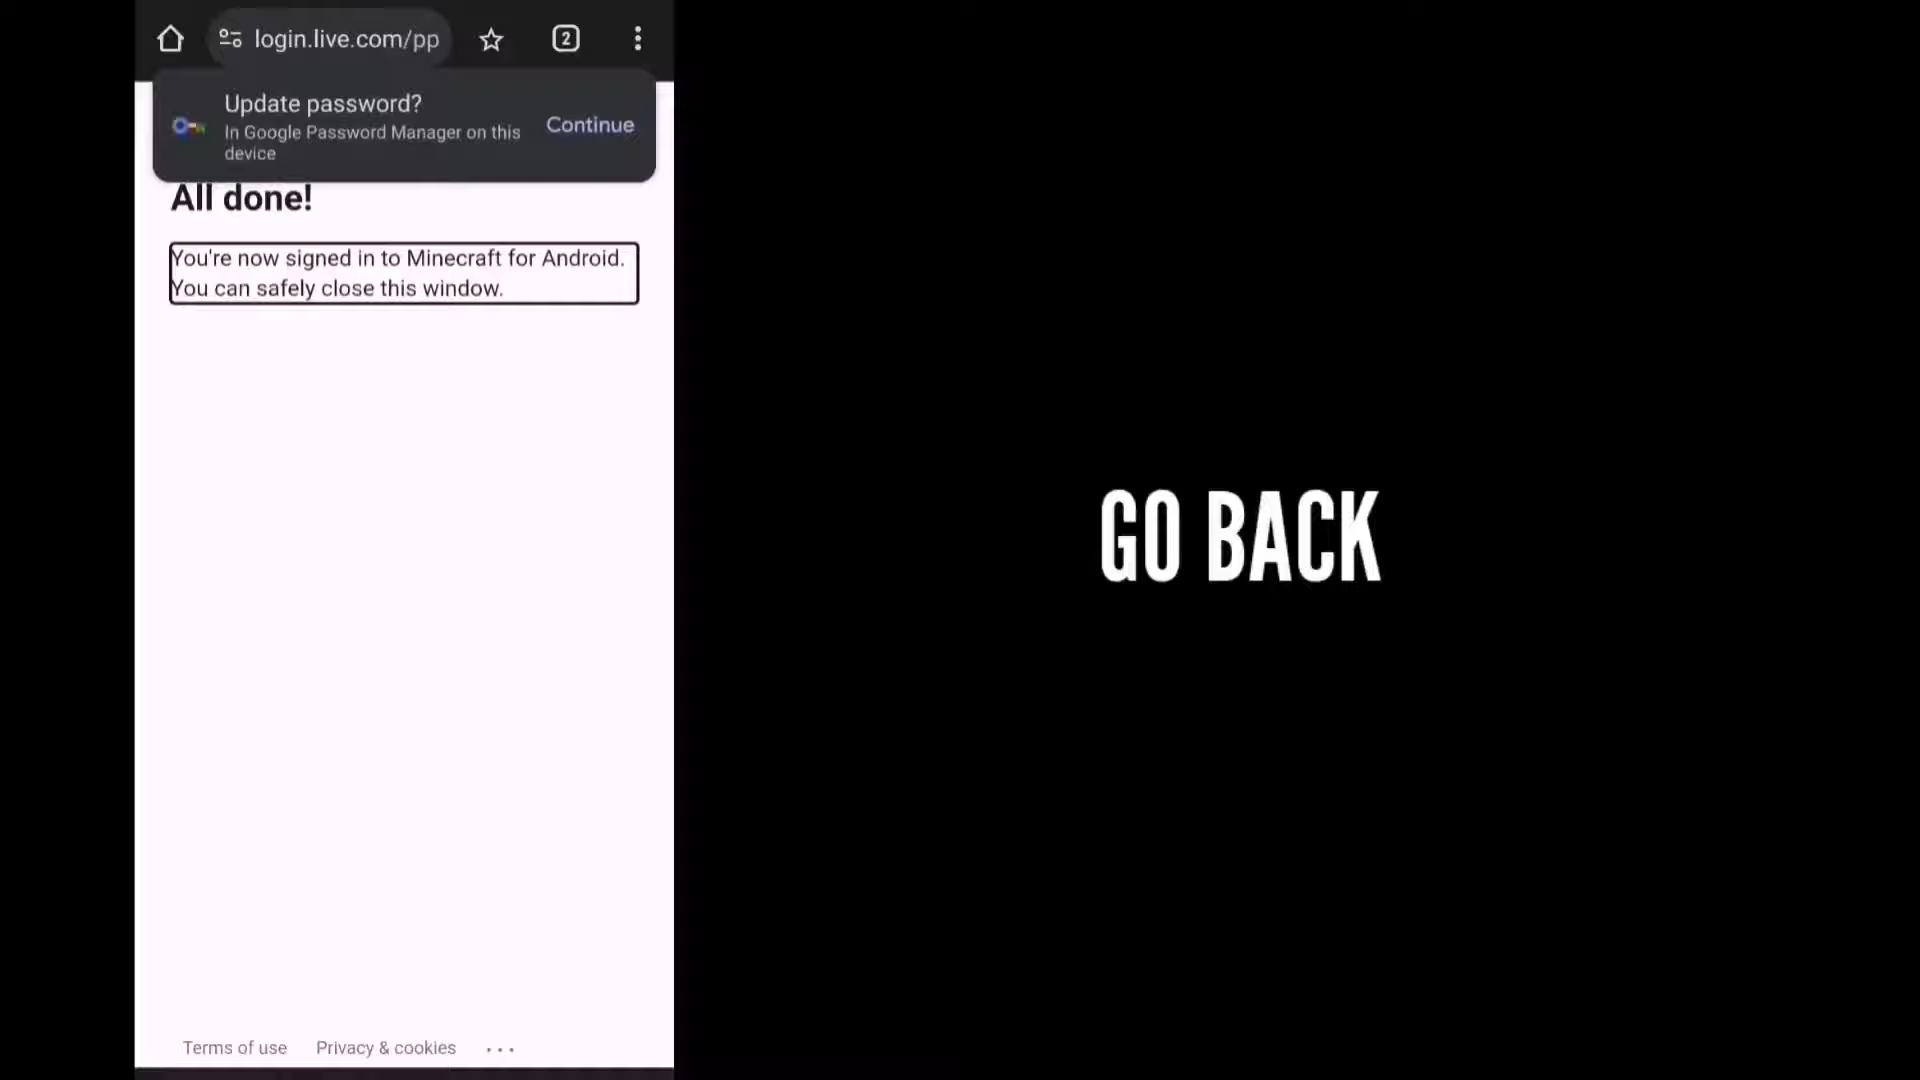 login.live.com/pp
2
Update password?
In Google Password Manager on this
device
Continue
All done!
You're now signed in to Minecraft for Android.
You can safely close this window.
GO BACK
Terms of use
Privacy & cookies
...